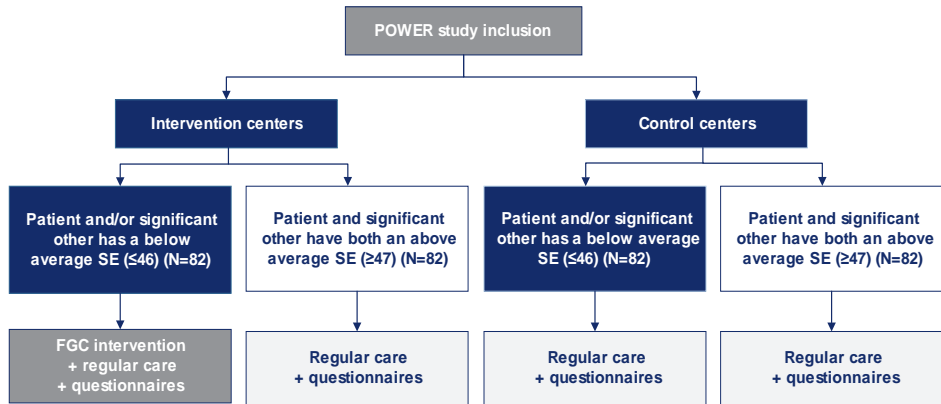 POWER study inclusion
Intervention centers
Control centers
Patient and/or significant
other has a below
average SE (≤46) (N=82)
Patient and significant
other have both an above
average SE (≥47) (N=82)
Patient and/or significant
other has a below average
SE (≤46) (N=82)
Patient and significant
other have both an above
average SE (≥47) (N=82)
FGC intervention
+ regular care
+ questionnaires
Regular care
+ questionnaires
Regular care
+ questionnaires
Regular care
+ questionnaires